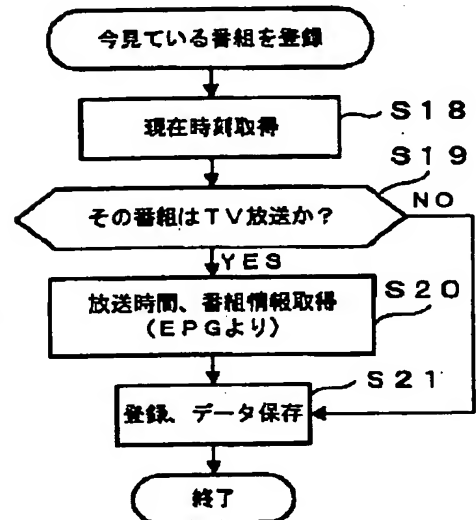 今見ている番組を登録
現在時刻取得
S18
S19
その番組はTV放送か?
NO
YES
放送時間、番組情報取得
(EPGより)
S20
S21
登録、データ保存
終了